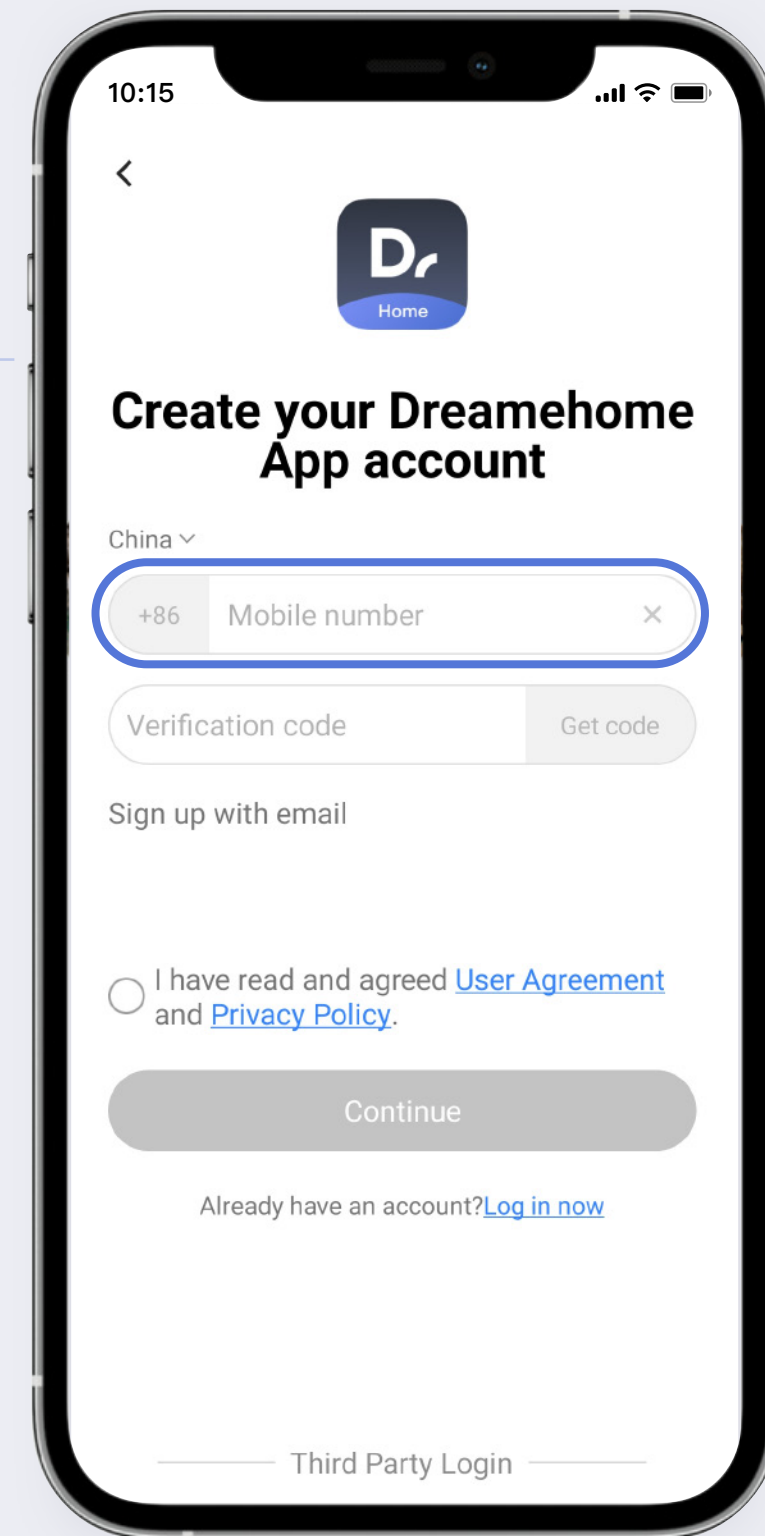 10:15
Dr
Home
Create your Dreamehome
App account
China
+86 Mobile number
Verification code Get code
Sign up with email
I have read and agreed User Agreement
and Privacy Policy.
Continue
Already have an account?Log in now
Third Party Login